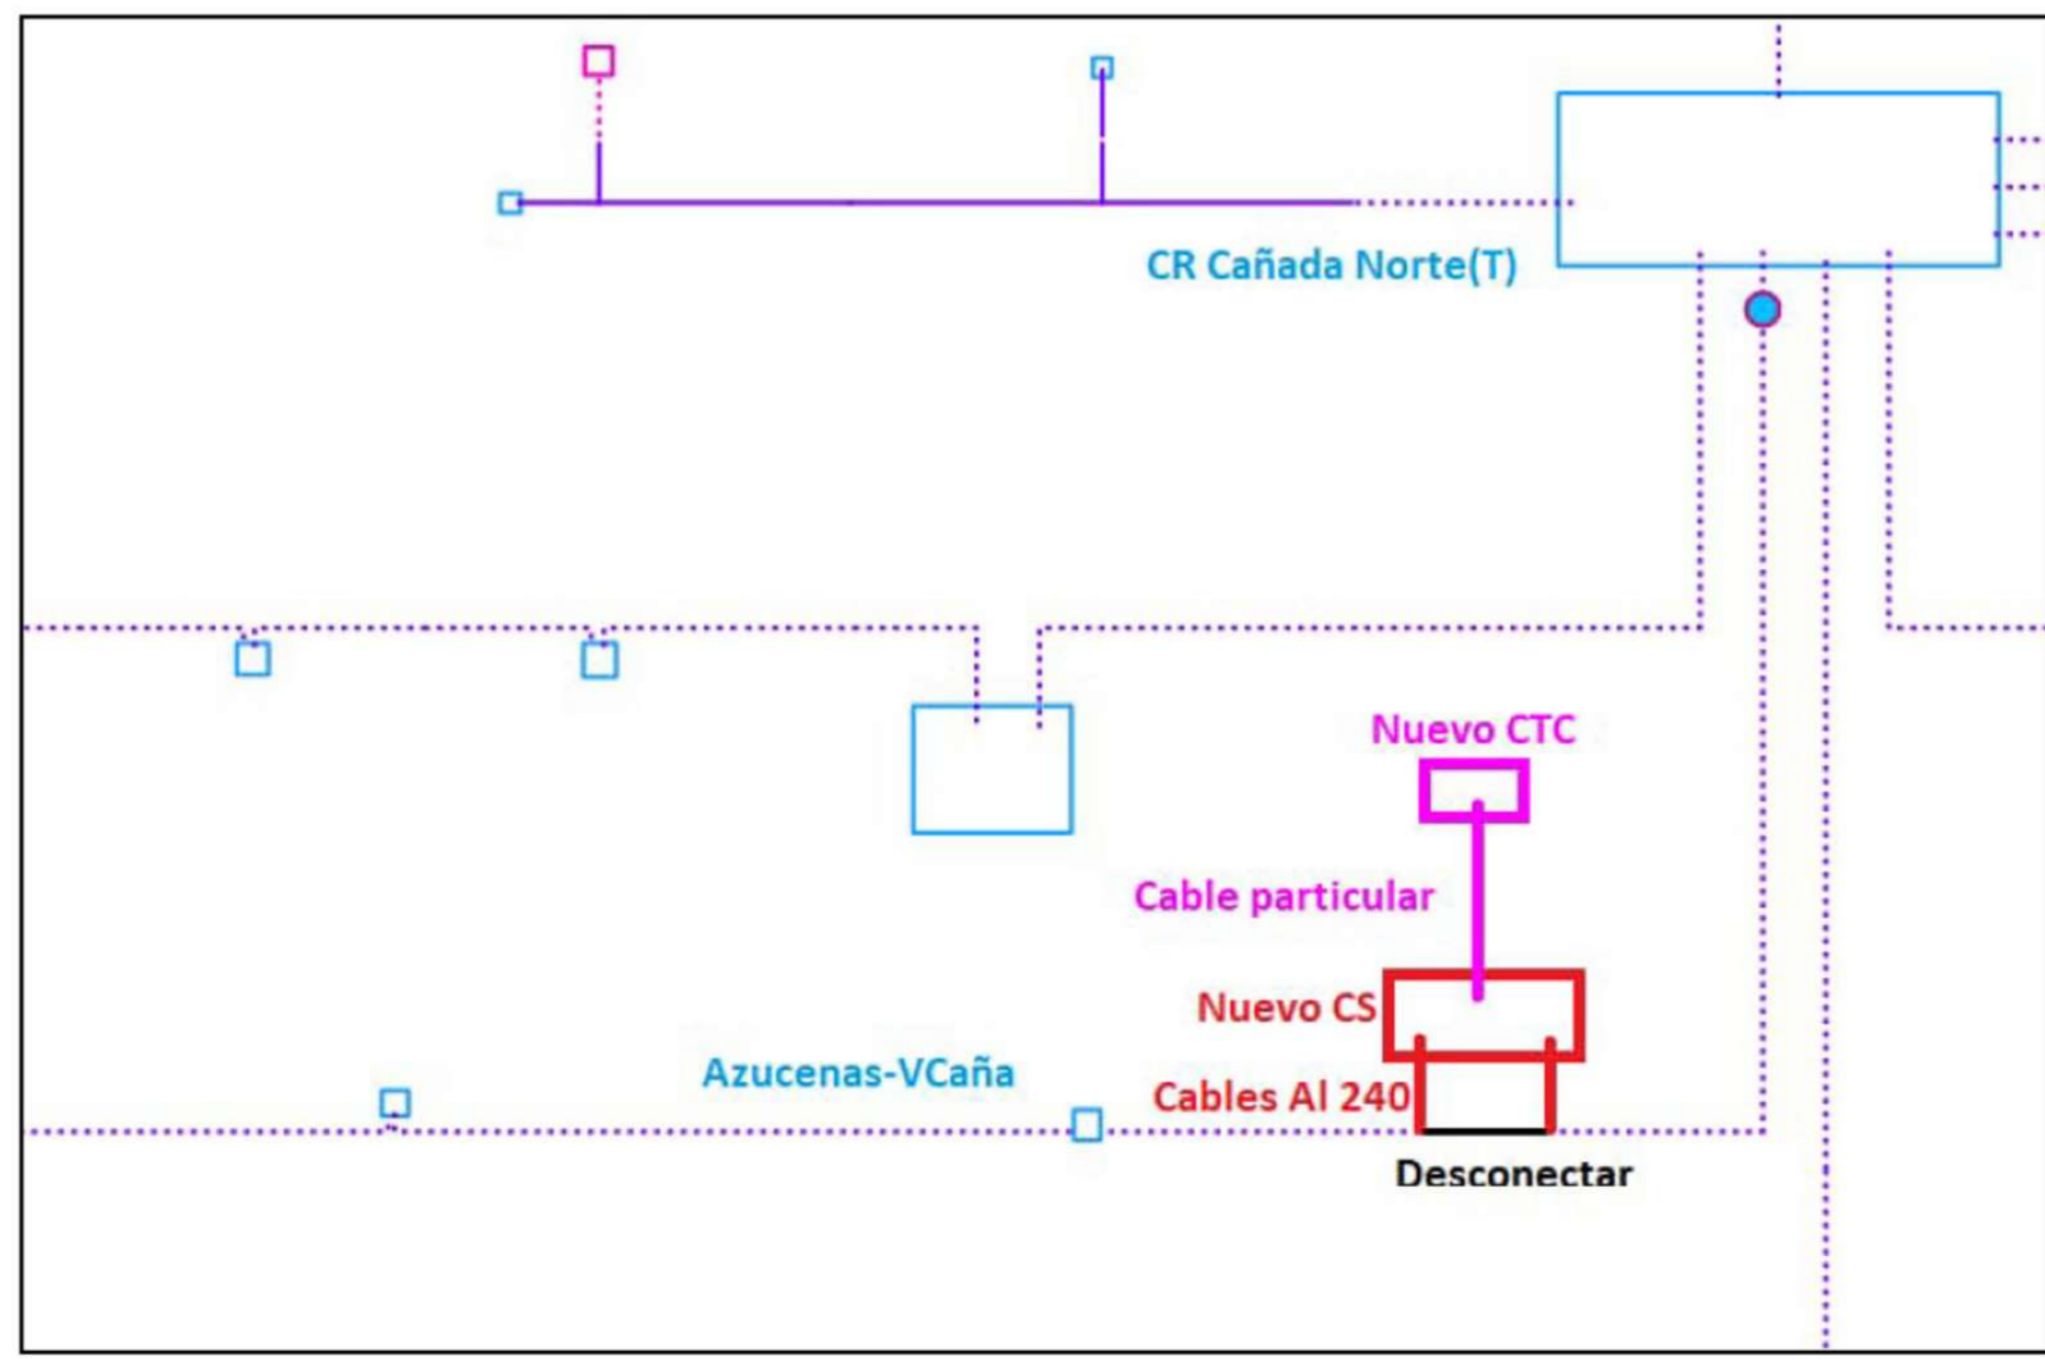 CR Cañada Norte(T)
Nuevo CTC
Cable particular
Nuevo CS
Azucenas-VCaña
Cables Al 240
Desconectar